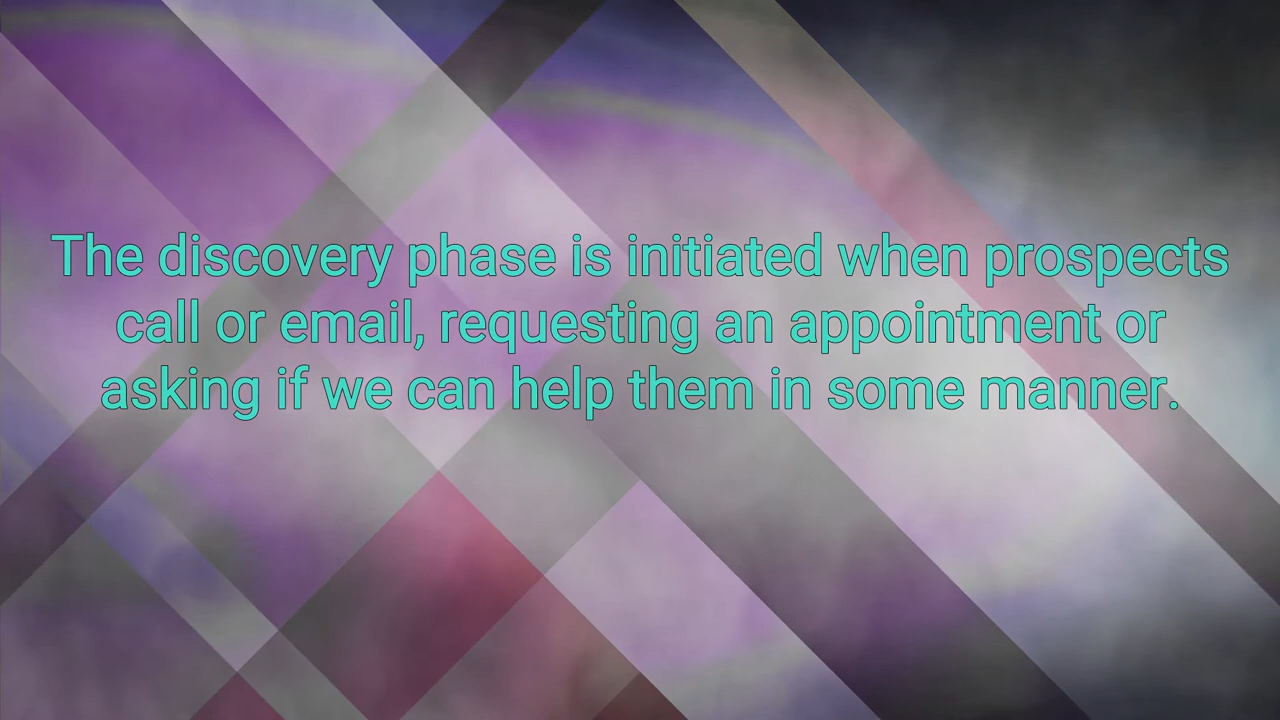 The discovery phase is initiated when prospects
call or email, requesting an appointment or
asking if we can help them in some manner.